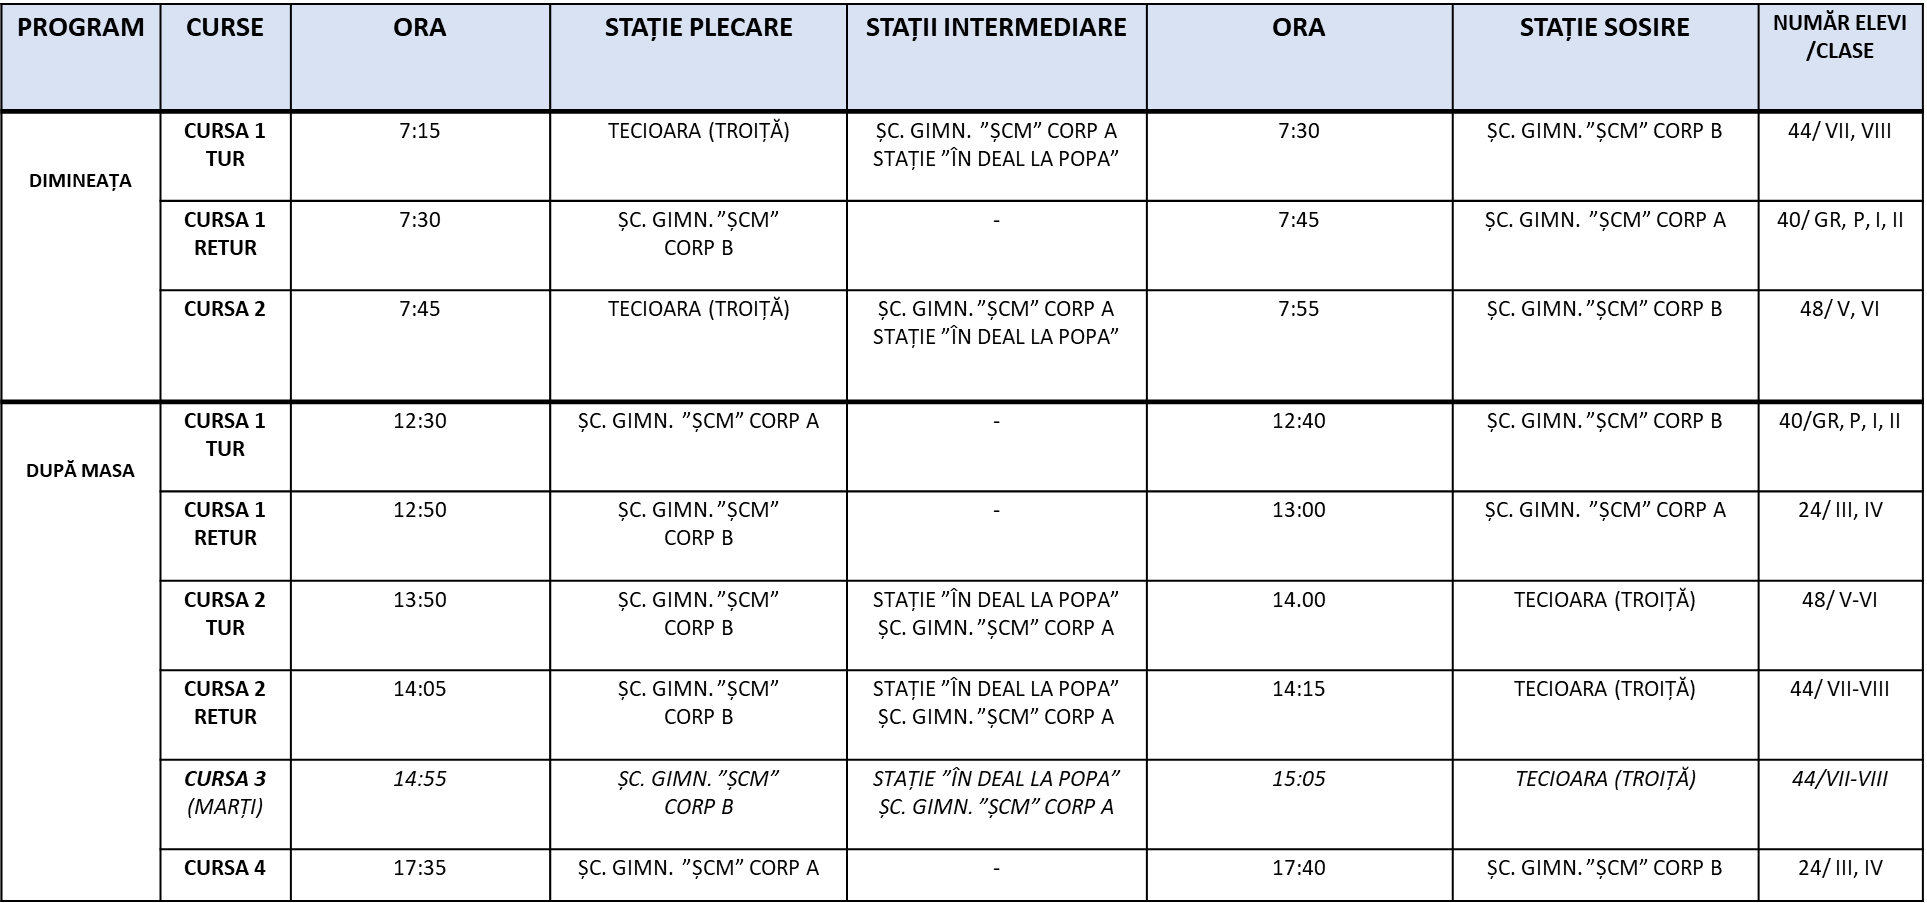 PROGRAM CURSE ORA STAȚIE PLECARE STAȚII INTERMEDIARE ORA STAȚIE SOSIRE NUMĂR ELEVI
/CLASE
CURSA 1 7:15 TECIOARA (TROIȚĂ) ȘC. GIMN. ”ȘCM” CORP A 7:30 ȘC. GIMN. ”ȘCM” CORP B 44/ VII, VIII
TUR STAȚIE ”ÎN DEAL LA POPA”
DIMINEAȚA
CURSA 1 7:30 ȘC. GIMN. ”ȘCM” - 7:45 ȘC. GIMN. ”ȘCM” CORP A 40/ GR, P, I, II
RETUR CORP B
CURSA 2 7:45 TECIOARA (TROIȚĂ) ȘC. GIMN. ”ȘCM” CORP A 7:55 ȘC. GIMN. ”ȘCM” CORP B 48/ V, VI
STAȚIE ”ÎN DEAL LA POPA”
CURSA 1 12:30 ȘC. GIMN. ”ȘCM” CORP A - 12:40 ȘC. GIMN. ”ȘCM” CORP B 40/GR, P, I, II
TUR
DUPĂ MASA
CURSA 1 12:50 ȘC. GIMN. ”ȘCM” - 13:00 ȘC. GIMN. ”ȘCM” CORP A 24/ III, IV
RETUR CORP B
CURSA 2 13:50 ȘC. GIMN. ”ȘCM” STAȚIE ”ÎN DEAL LA POPA” 14.00 TECIOARA (TROIȚĂ) 48/ V-VI
TUR CORP B ȘC. GIMN. ”ȘCM” CORP A
CURSA 2 14:05 ȘC. GIMN. ”ȘCM” STAȚIE ”ÎN DEAL LA POPA” 14:15 TECIOARA (TROIȚĂ) 44/ VII-VIII
RETUR CORP B ȘC. GIMN. ”ȘCM” CORP A
CURSA 3 14:55 ȘC. GIMN. ”ȘCM” STAȚIE ”ÎN DEAL LA POPA” 15:05 TECIOARA (TROIȚĂ) 44/VII-VIII
(MARȚI) CORP B ȘC. GIMN. ”ȘCM” CORP A
CURSA 4 17:35 ȘC. GIMN. ”ȘCM” CORP A - 17:40 ȘC. GIMN. ”ȘCM” CORP B 24/ III, IV